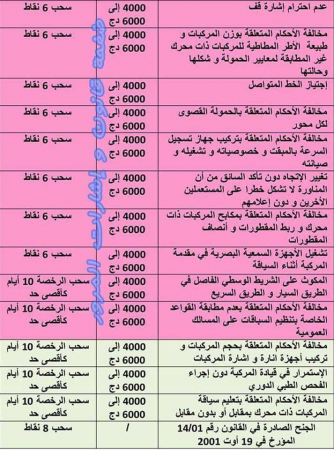 عدم احترام إشارة قف
4000 إلى
6000 دج
سحب 6 نقاط
مخالفة الأحكام المتعلقة بوزن المركبات و
طبيعة الأطر المطاطية للمركبات ذات محرك
غير المطابقة لمعايير الحمولة و شكلها
وحالتها
4000 إلى
6000 دج
سحب 6 نقاط
إجتياز الخط المتواصل
4000 إلى
6000 دج
سحب 6 نقاط
مخالفة الأحكام المتعلقة بالحمولة القصوى
لكل محور
4000 إلى
6000 دج
سحب 6 نقاط
مخالفة الأحكام المتعلقة بتركيب جهاز تسجيل
السرعة بالميقت و خصوصياته و تشغيله و
صيانته
4000 إلى
6000 دج
سحب 6 نقاط
تغيير الإتجاه دون تأكد السائق من أن
المناورة لا تشكل خطرا على المستعملين
الأخرين و دون إعلامهم
4000 إلى
6000 دج
سحب 6 نقاط
مخالفة الأحكام المتعلقة بمكابح المركبات ذات
محرك و ربط المقطورات و أنصاف
المقطورات
4000 إلى
6000 دج
سحب 6 نقاط
تشغيل الأجهزة السمعية البصرية في مقدمة
المركبة أثناء السياقة
4000 إلى
6000 دج
سحب 6 نقاط
المكوث على الشريط الوسطي الفاصل في
الطريق السيار و الطريق السريع
4000 إلى
6000 دج
سحب الرخصة 10 أيام
كأقصى حد
مخالفة الأحكام المتعلقة بعدم مطابقة القواعد
الخاصة بتنظيم السباقات على المسالك
العمومية
4000 إلى
6000 دج
سحب الرخصة 10 أيام
كأقصى حد
مخالفة الأحكام المتعلقة بحجم المركبات و
تركيب أجهزة انارة و اشارة المركبات
4000 إلى
6000 دج
سحب الرخصة 10 أيام
كأقصى حد
الإستمرار في قيادة المركبة دون إجراء
الفحص الطبي الدوري
4000 إلى
6000 دج
سحب الرخصة 10 أيام
كأقصى حد
مخالفة الأحكام المتعلقة بتعليم سياقة
المركبات ذات محرك بمقابل أو بدون مقابل
4000 إلى
6000 دج
سحب الرخصة 10 أيام
كأقصى حد
الجنح الصادرة في القانون رقم 14/01
المؤرخ في 19 أوت 2001
/
سحب 8 نقاط